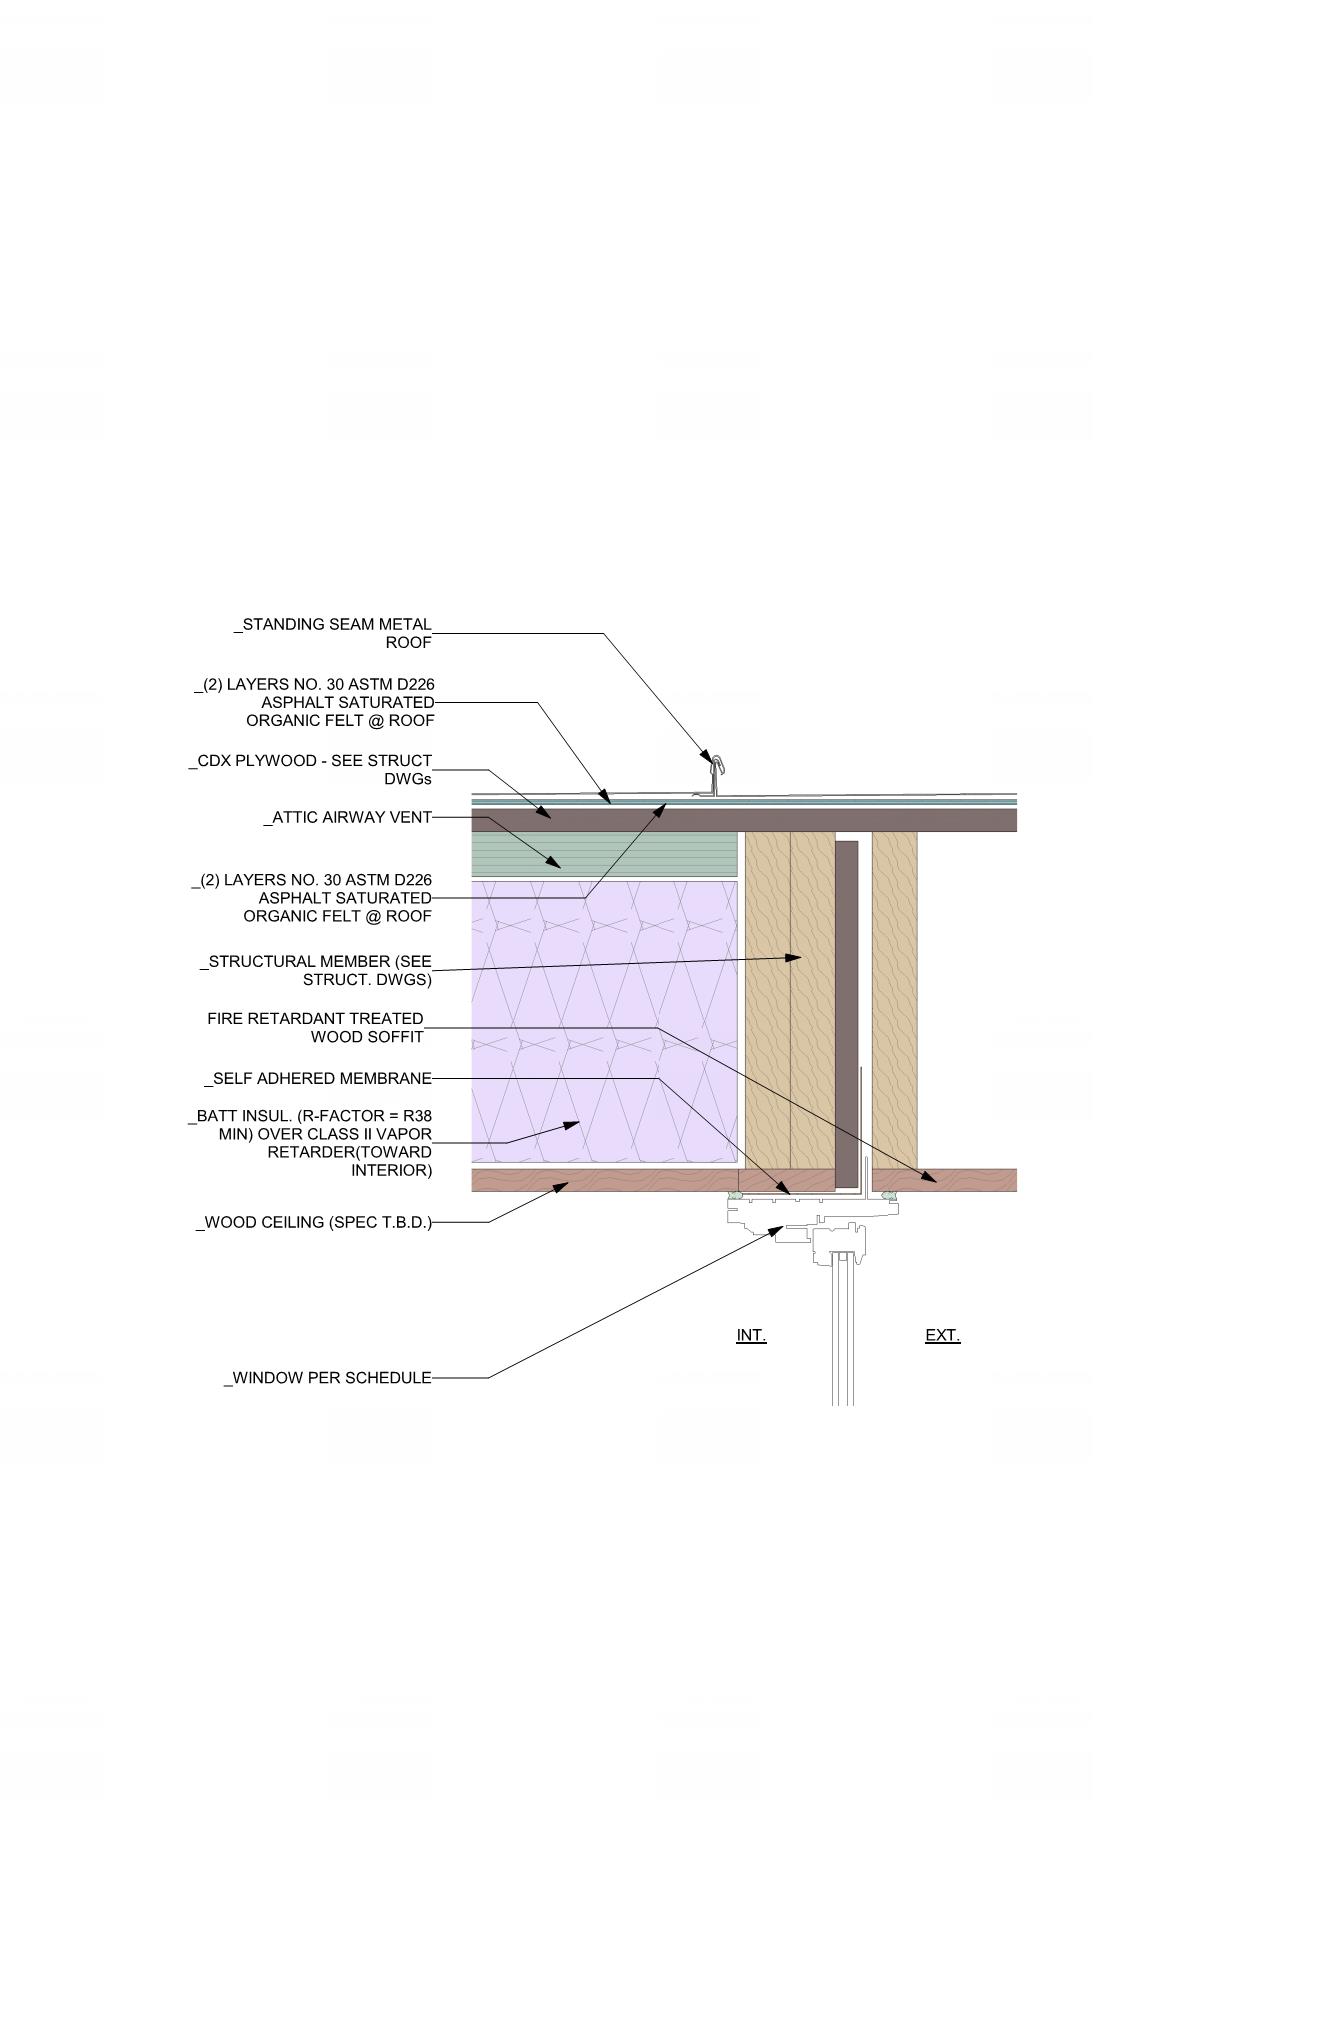 _STANDING SEAM METAL
ROOF
_(2) LAYERS NO. 30 ASTM D226
ASPHALT SATURATED
ORGANIC FELT @ ROOF
_CDX PLYWOOD - SEE STRUCT
DWGs
_ATTIC AIRWAY VENT
_(2) LAYERS NO. 30 ASTM D226
ASPHALT SATURATED
ORGANIC FELT @ ROOF
_STRUCTURAL MEMBER (SEE
STRUCT. DWGS)
FIRE RETARDANT TREATED
WOOD SOFFIT
_SELF ADHERED MEMBRANE
_BATT INSUL. (R-FACTOR = R38
MIN) OVER CLASS II VAPOR
RETARDER(TOWARD
INTERIOR)
_WOOD CEILING (SPEC T.B.D.)
INT.
EXT.
_WINDOW PER SCHEDULE